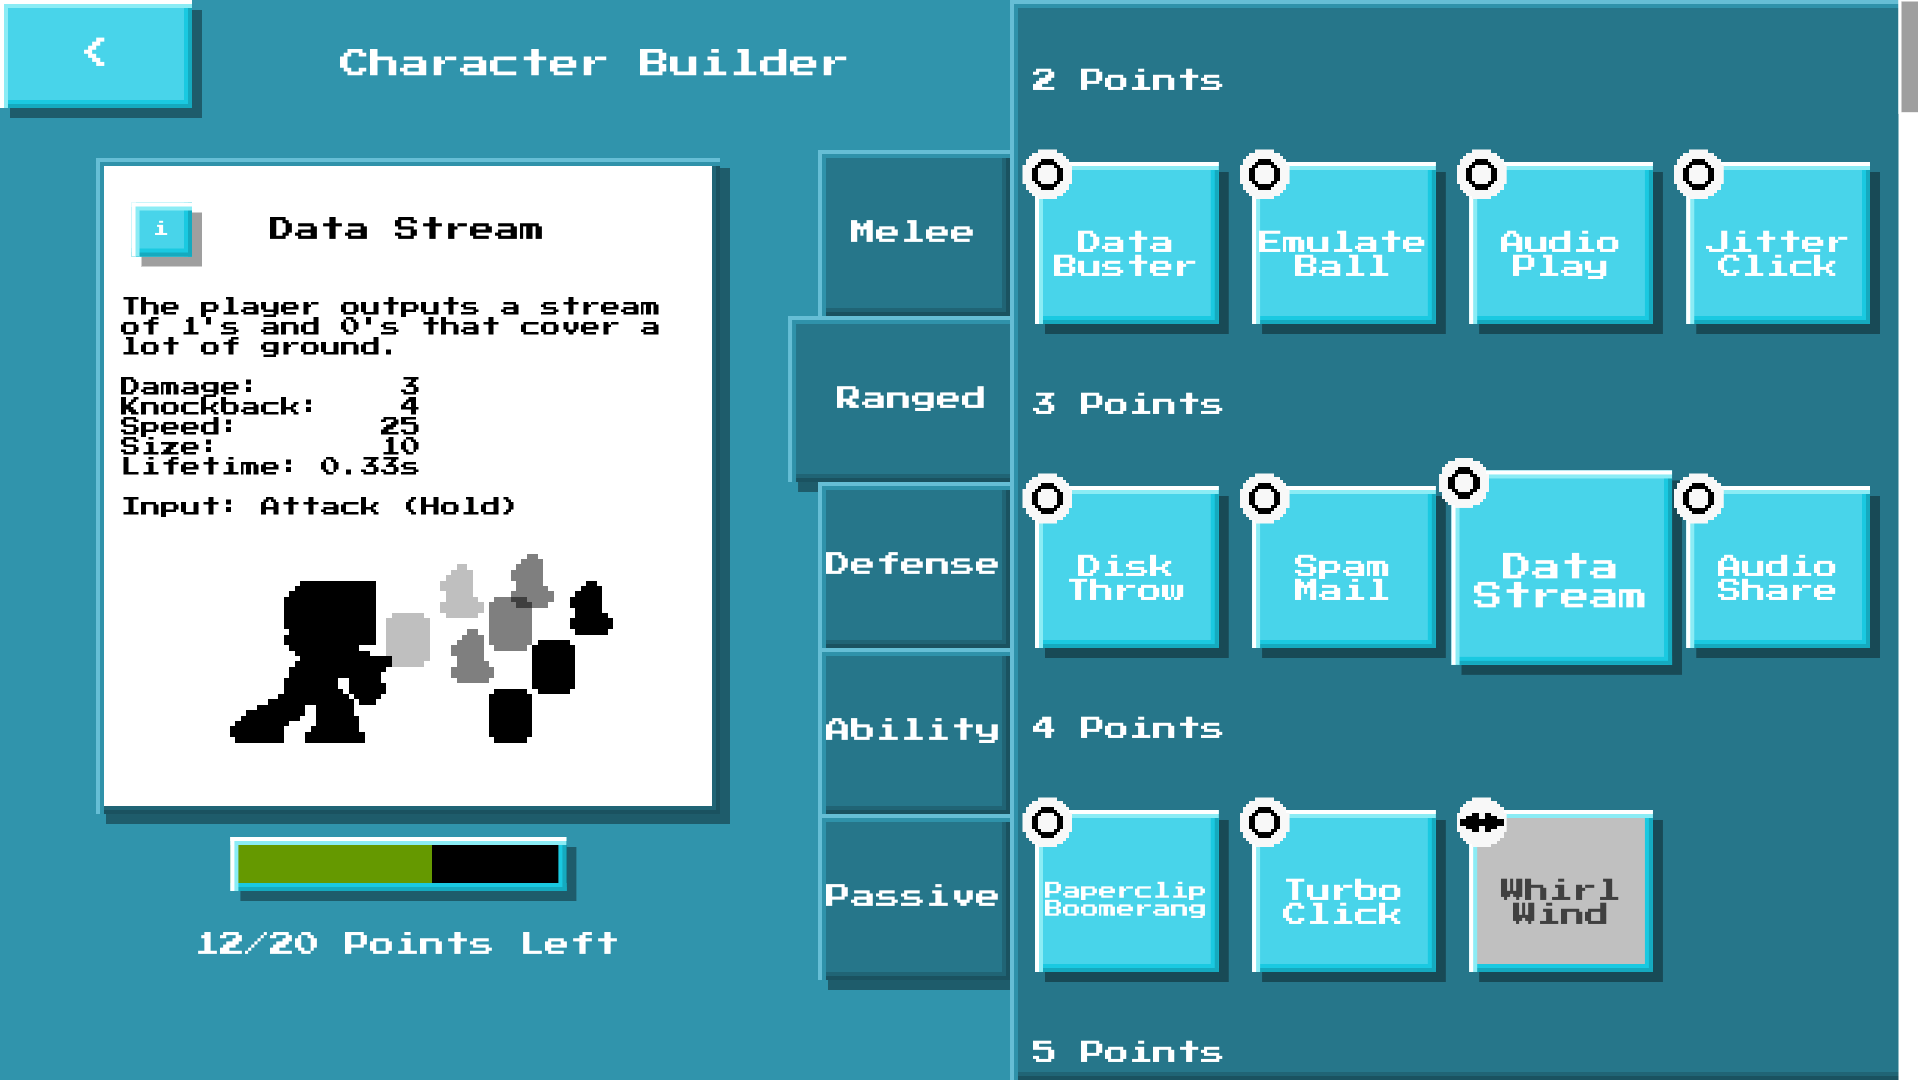 <
Character Builder
i
Data Stream
The player outputs a stream
of 1's and 0's that cover a
lot of ground.
Damage: 3
Knockback: 4
Speed: 25
Size: 10
Lifetime: 0.33s
Input: Attack (Hold)
12/20 Points Left
Melee
Ranged
Defense
Ability
Passive
2 Points
Data
Buster
Emulate
Ball
Audio
Play
Jitter
Click
3 Points
Disk
Throw
Spam
Mail
Data
Stream
Audio
Share
4 Points
Paperclip
Boomerang
Turbo
Click
Whirl
Wind
5 Points